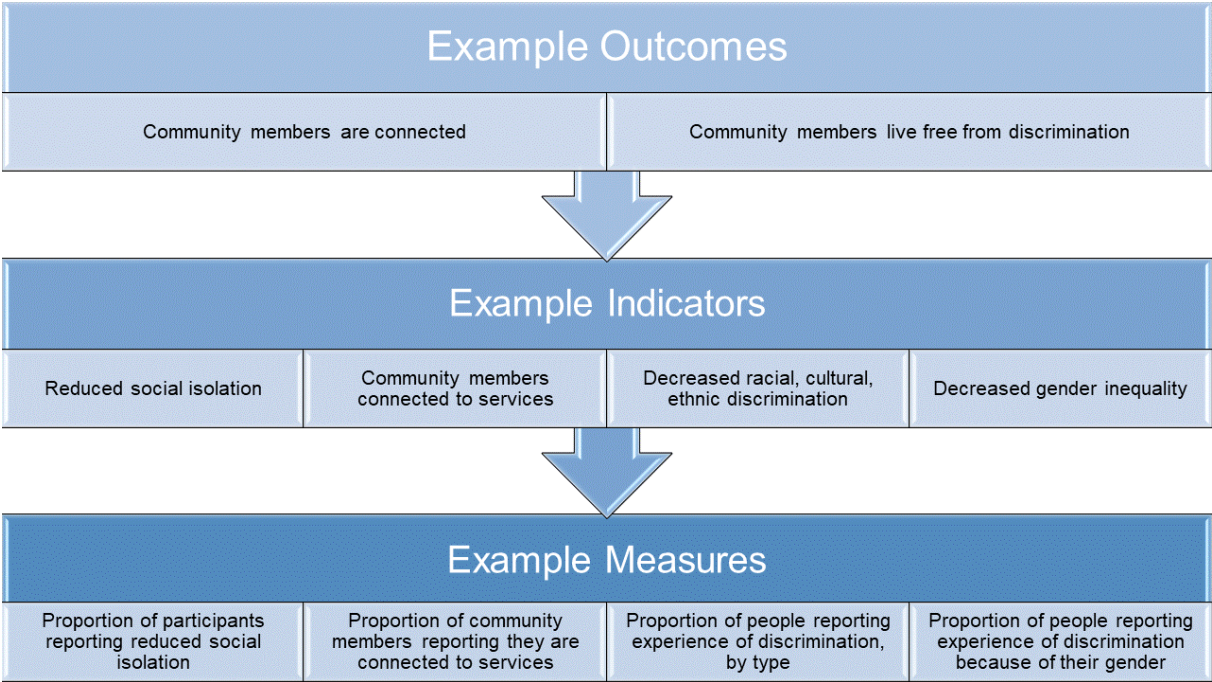 Example Outcomes
Community members are connected
Community members live free from discrimination
Example Indicators
Reduced social isolation
Community members
connected to services
Decreased racial, cultural,
ethnic discrimination
Decreased gender inequality
Example Measures
Proportion of participants
reporting reduced social
isolation
Proportion of community
members reporting they are
connected to services
Proportion of people reporting
experience of discrimination,
by type
Proportion of people reporting
experience of discrimination
because of their gender